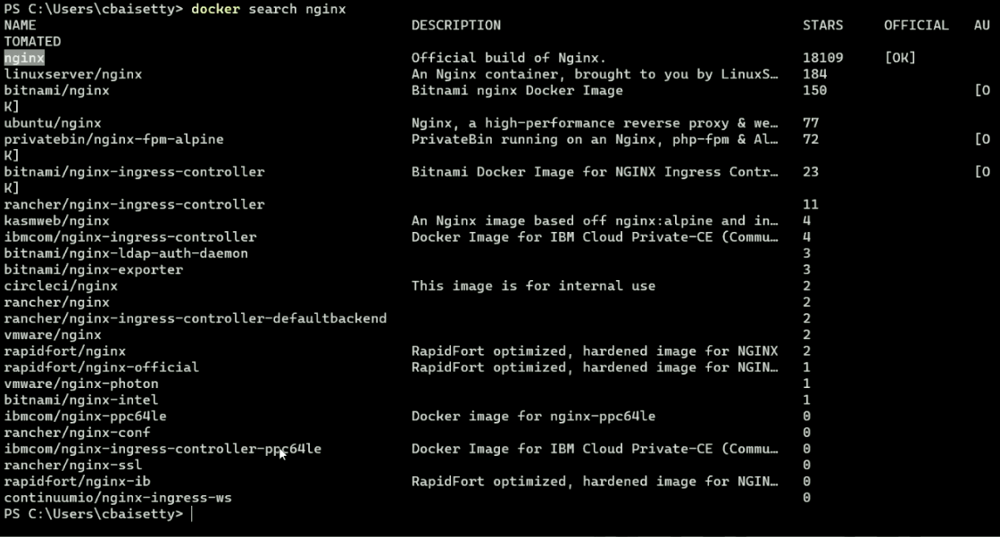 PS C:\Users\cbaisetty> docker search nginx
NAME DESCRIPTION STARS OFFICIAL AU
TOMATED
nginx Official build of Nginx. 18109 [OK]
linuxserver/nginx An Nginx container, brought to you by LinuxS… 184
bitnami/nginx Bitnami nginx Docker Image 150 [O
K]
ubuntu/nginx Nginx, a high-performance reverse proxy & we… 77
privatebin/nginx-fpm-alpine PrivateBin running on an Nginx, php-fpm & Al… 72 [O
K]
bitnami/nginx-ingress-controller Bitnami Docker Image for NGINX Ingress Contr… 23 [O
K]
rancher/nginx-ingress-controller 11
kasmweb/nginx An Nginx image based off nginx:alpine and in… 4
ibmcom/nginx-ingress-controller Docker Image for IBM Cloud Private-CE (Commu… 4
bitnami/nginx-ldap-auth-daemon 3
bitnami/nginx-exporter 3
circleci/nginx This image is for internal use 2
rancher/nginx 2
rancher/nginx-ingress-controller-defaultbackend 2
vmware/nginx 2
rapidfort/nginx RapidFort optimized, hardened image for NGINX 2
rapidfort/nginx-official RapidFort optimized, hardened image for NGIN… 1
vmware/nginx-photon 1
bitnami/nginx-intel 1
ibmcom/nginx-ppc64le Docker image for nginx-ppc64le 0
rancher/nginx-conf 0
ibmcom/nginx-ingress-controller-ppc64le Docker Image for IBM Cloud Private-CE (Commu… 0
rancher/nginx-ssl 0
rapidfort/nginx-ib RapidFort optimized, hardened image for NGIN… 0
continuumio/nginx-ingress-ws 0
PS C:\Users\cbaisetty>